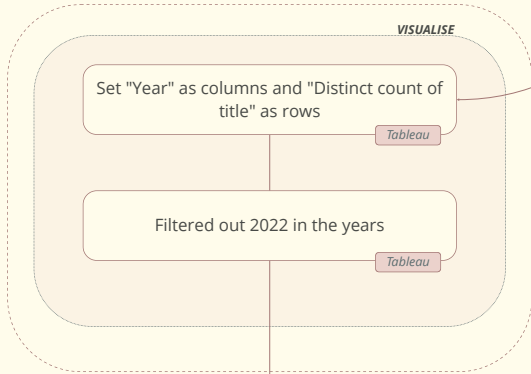 VISUALISE
Set "Year" as columns and "Distinct count of
title" as rows
Tableau
Filtered out 2022 in the years
Tableau